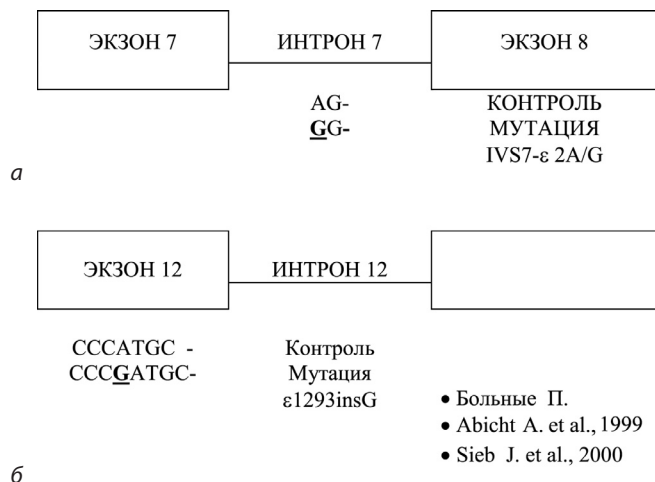 ЭКЗОН 7 ИНТРОН 7 ЭКЗОН 8
AG- КОНТРОЛЬ
GG- МУТАЦИЯ
IVS7-ε 2A/G
а
ЭКЗОН 12 ИНТРОН 12
CCCATGC - Контроль
CCCGATGC- Мутация
ε1293insG
• Больные П.
• Abicht A. et al., 1999
• Sieb J. et al., 2000
б